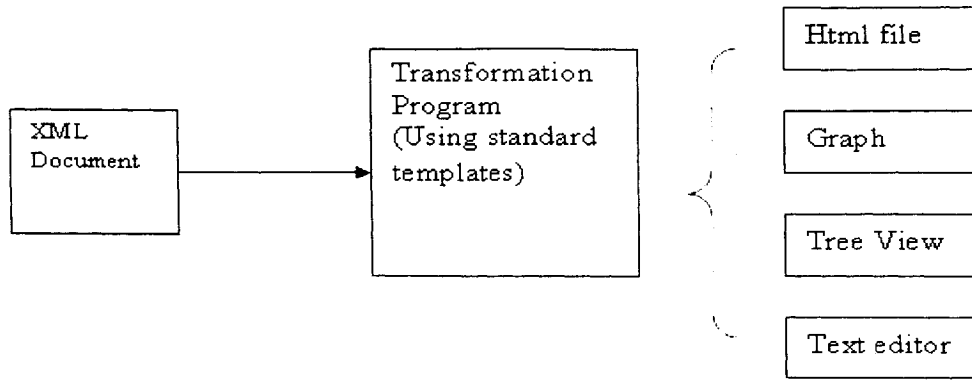 XML
Document
Transformation
Program
(Using standard
templates)
Html file
Graph
Tree View
Text editor